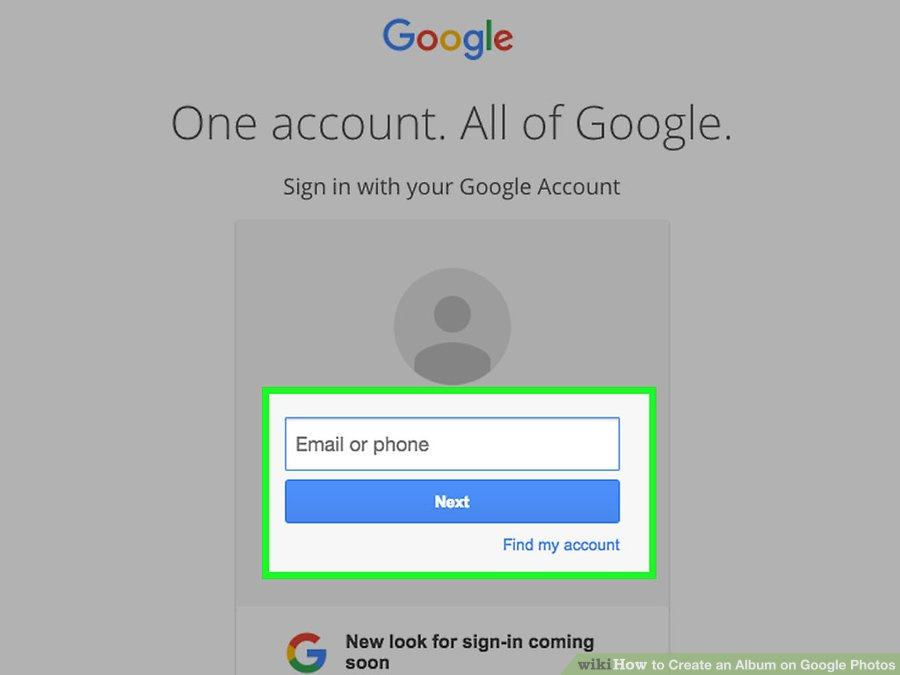 Google
One account. All of Google.
Sign in with your Google Account
Email or phone
Next
Find my account
G New look for sign-in coming
soon
wikiHow to Create an Album on Google Photos